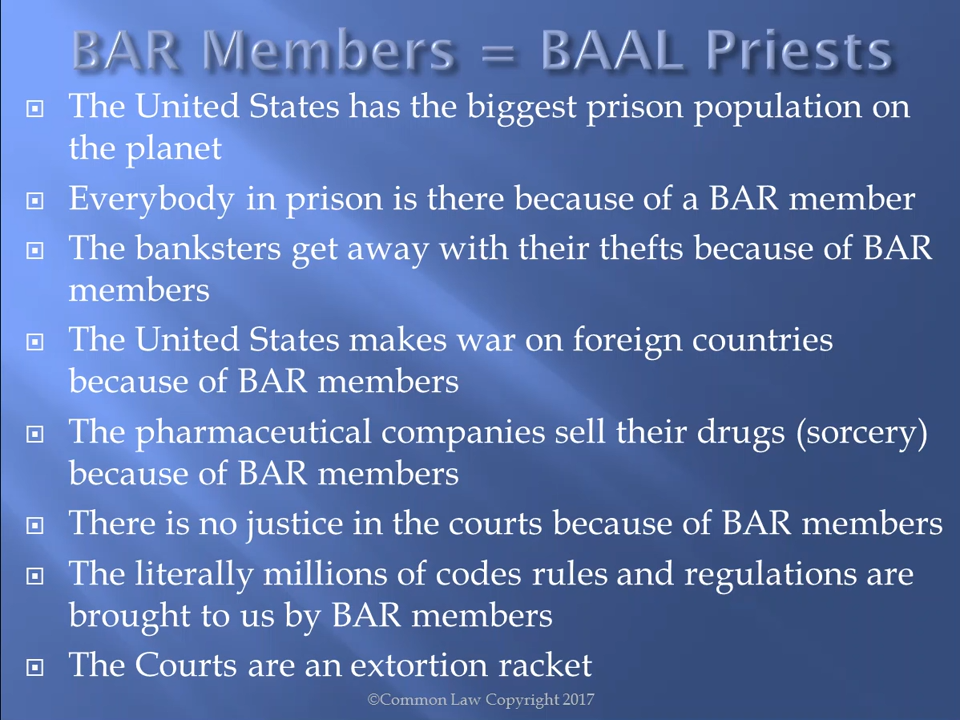 BAR Members = BAAL Priests
The United States has the biggest prison population on
the planet
Everybody in prison is there because of a BAR member
The banksters get away with their thefts because of BAR
members
The United States makes war on foreign countries
because of BAR members
The pharmaceutical companies sell their drugs (sorcery)
because of BAR members
There is no justice in the courts because of BAR members
The literally millions of codes rules and regulations are
brought to us by BAR members
The Courts are an extortion racket
©Common Law Copyright 2017